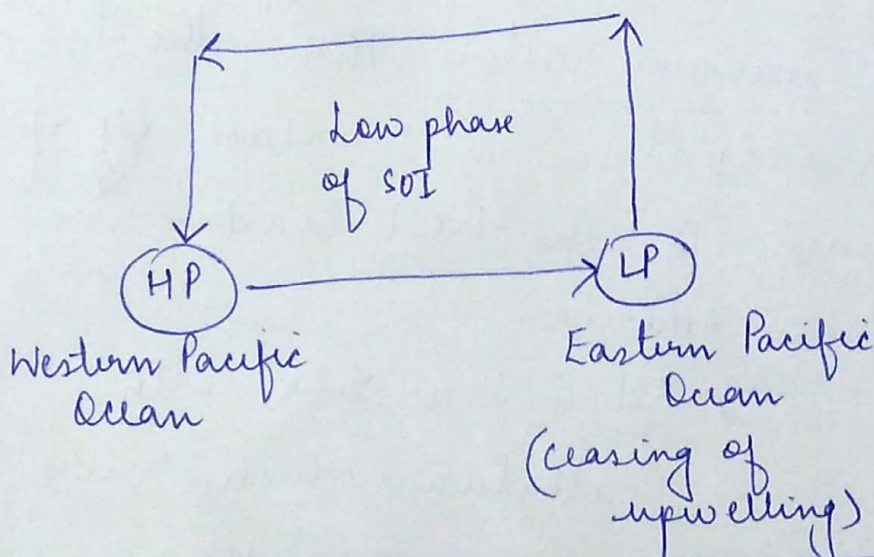 Low phase
of SOI
HP
LP
Western Pacific
Ocean
Eastern Pacific
Ocean
(ceasing of
upwelling)